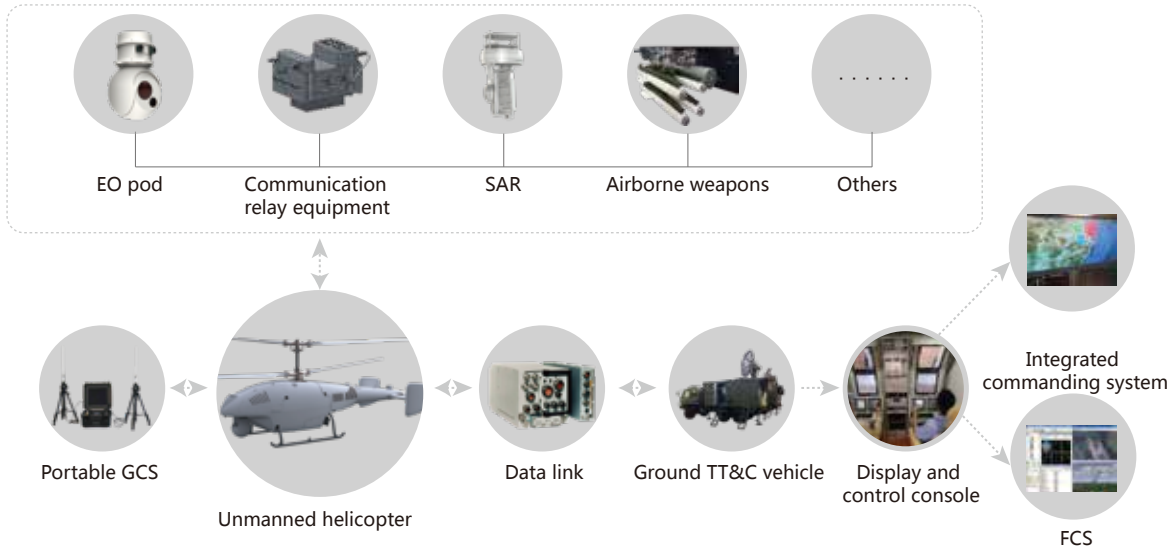 ......
EO pod
Communication
relay equipment
SAR
Airborne weapons
Others
Integrated
commanding system
Portable GCS
Unmanned helicopter
Data link
Ground TT&C vehicle
Display and
control console
FCS